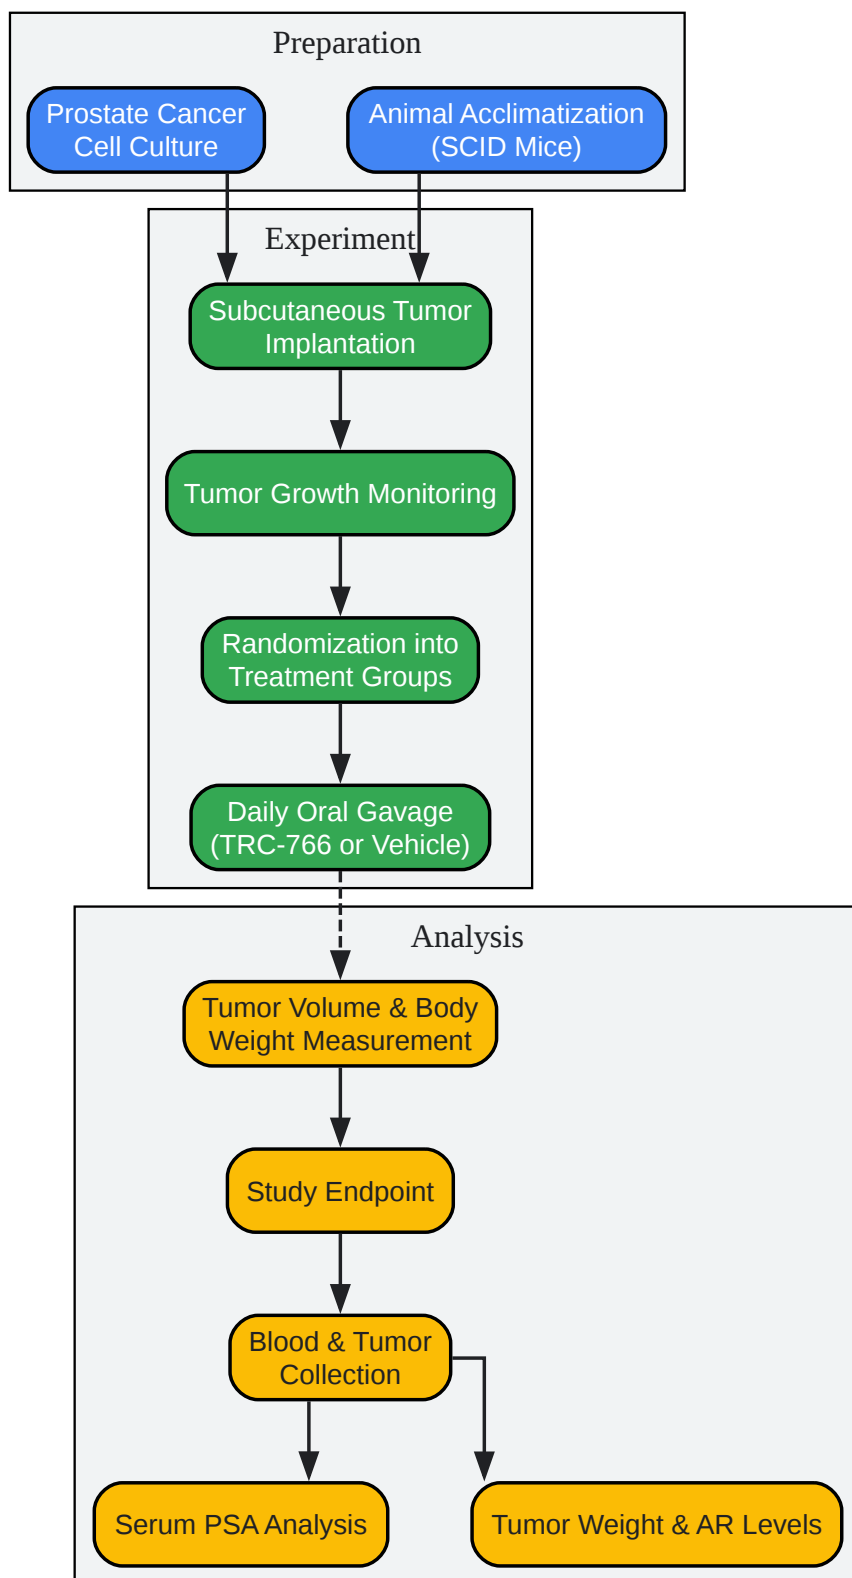 Preparation
Prostate Cancer
Cell Culture
Animal Acclimatization
(SCID Mice)
Experiment
Subcutaneous Tumor
Implantation
Tumor Growth Monitoring
Randomization into
Treatment Groups
Daily Oral Gavage
(TRC-766 or Vehicle)
Analysis
Tumor Volume & Body
Weight Measurement
Study Endpoint
Blood & Tumor
Collection
Serum PSA Analysis
Tumor Weight & AR Levels